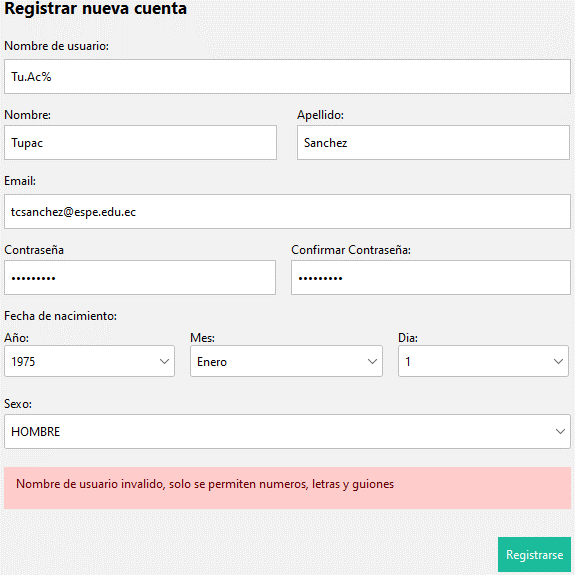 Registrar nueva cuenta
Nombre de usuario:
Tu.Ac%
Nombre: Apellido:
Tupac Sanchez
Email:
tcsanchez@espe.edu.ec
Contraseña Confirmar Contraseña:
••••••••• •••••••••
Fecha de nacimiento:
Año: Mes: Dia:
1975 Enero 1
Sexo:
HOMBRE
Nombre de usuario invalido, solo se permiten numeros, letras y guiones
Registrarse